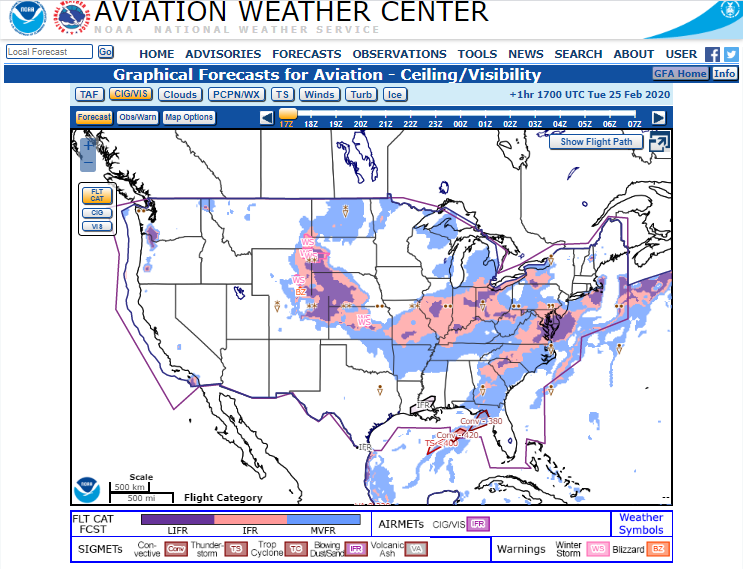 AVIATION WEATHER CENTER
NOAA NATIONAL WEATHER SERVICE
Local Forecast Go
HOME ADVISORIES FORECASTS OBSERVATIONS TOOLS NEWS SEARCH ABOUT USER
Graphical Forecasts for Aviation - Ceiling/Visibility GFA Home Info
TAF CIG/VIS Clouds PCPN/WX TS Winds Turb Ice +1hr 1700 UTC Tue 25 Feb 2020
Forecast Obs/Warn Map Options 17Z 18Z 19Z 20Z 21Z 22Z 23Z 00Z 01Z 02Z 03Z 04Z 05Z 06Z 07Z
+ Show Flight Path
−
FLT
CAT
CIG
VIS
WS
WS
WS
BZ
WS
WS
IFR
Conv 380
Conv 420
IFR
Scale
500 km
500 mi
Flight Category
FLT CAT
FCST
LIFR IFR MVFR
AIRMETs CIG/VIS IFR
Weather
Symbols
SIGMETs Con-
vective Conv Thunder-
storm TS Trop
Cyclone TC Blowing
Dust/Sand IFR Volcanic
Ash VA
Warnings Winter
Storm WS Blizzard BZ